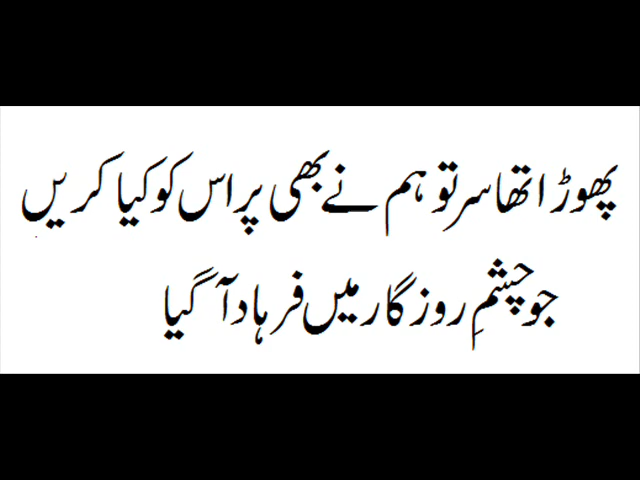 پھوڑا تھا سر تو ہم نے بھی پر اس کو کیا کریں
جو چشمِ روزگار میں فرہاد آ گیا